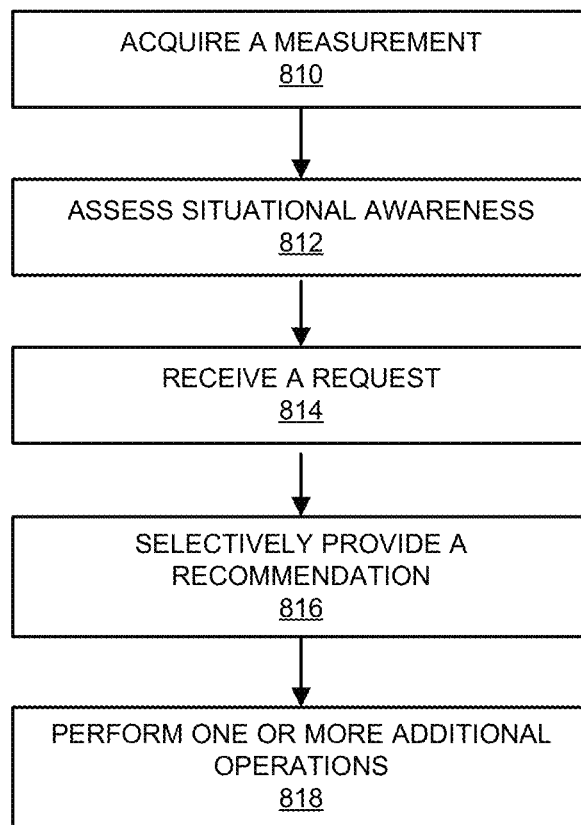 ACQUIRE A MEASUREMENT
810
ASSESS SITUATIONAL AWARENESS
812
RECEIVE A REQUEST
814
SELECTIVELY PROVIDE A
RECOMMENDATION
816
PERFORM ONE OR MORE ADDITIONAL
OPERATIONS
818